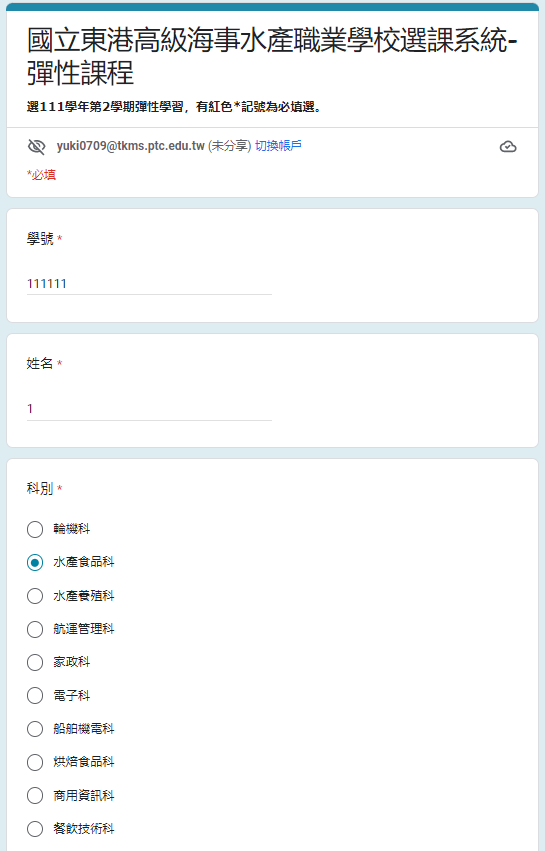 國立東港高級海事水產職業學校選課系統-
彈性課程
選111學年第2學期彈性學習，有紅色*記號為必填選。
yuki0709@tkms.ptc.edu.tw (未分享) 切換帳戶
*必填
學號 *
111111
姓名 *
1
科別 *
輪機科
水產食品科
水產養殖科
航運管理科
家政科
電子科
船舶機電科
烘焙食品科
商用資訊科
餐飲技術科